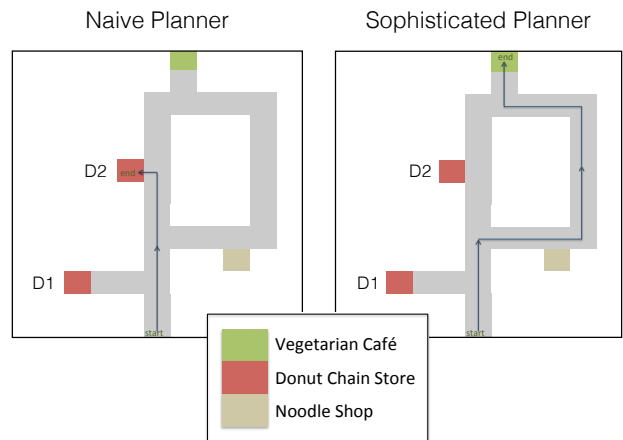 Naive Planner
Sophisticated Planner
end
D2
end
D2
D1
start
D1
start
Vegetarian Café
Donut Chain Store
Noodle Shop